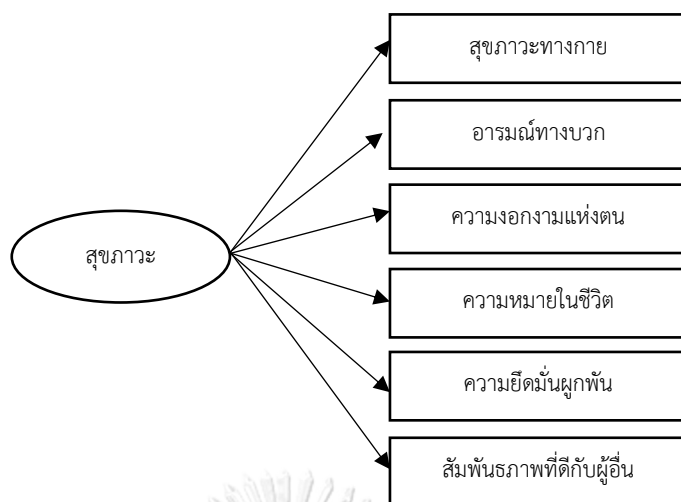 สุขภาวะทางกาย
อารมณ์ทางบวก
ความงอกงามแห่งตน
สุขภาวะ
ความหมายในชีวิต
ความยึดมั่นผูกพัน
สัมพันธภาพที่ดีกับผู้อื่น